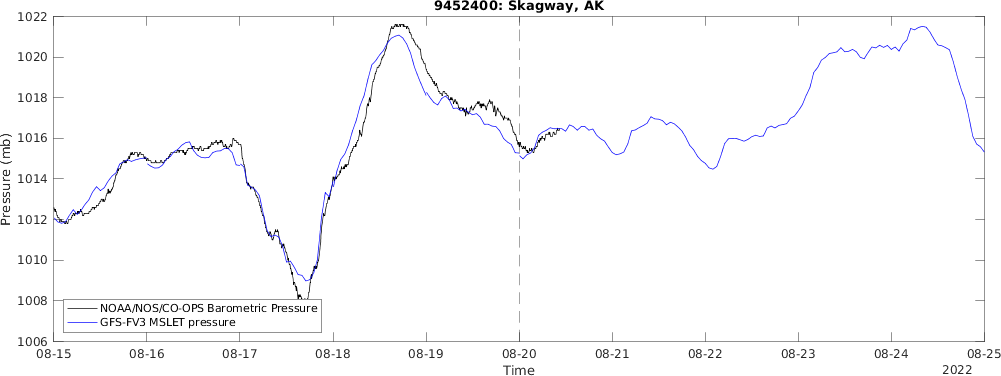 9452400: Skagway, AK
1022
1020
1018
1016
1014
1012
1010
1008
1006
Pressure (mb)
NOAA/NOS/CO-OPS Barometric Pressure
GFS-FV3 MSLET pressure
08-15 08-16 08-17 08-18 08-19 08-20 08-21 08-22 08-23 08-24 08-25
Time
2022